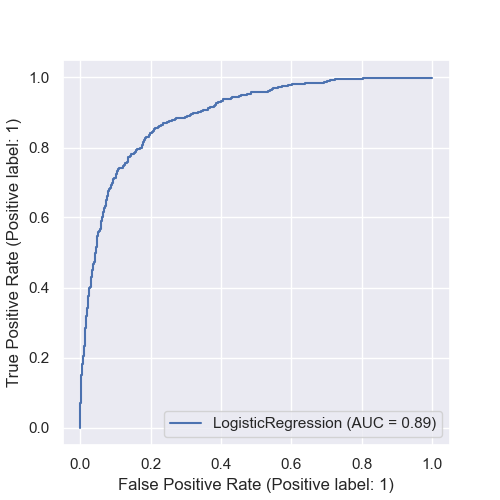 1.0
0.8
0.6
0.4
0.2
0.0
True Positive Rate (Positive label: 1)
LogisticRegression (AUC = 0.89)
0.0 0.2 0.4 0.6 0.8 1.0
False Positive Rate (Positive label: 1)